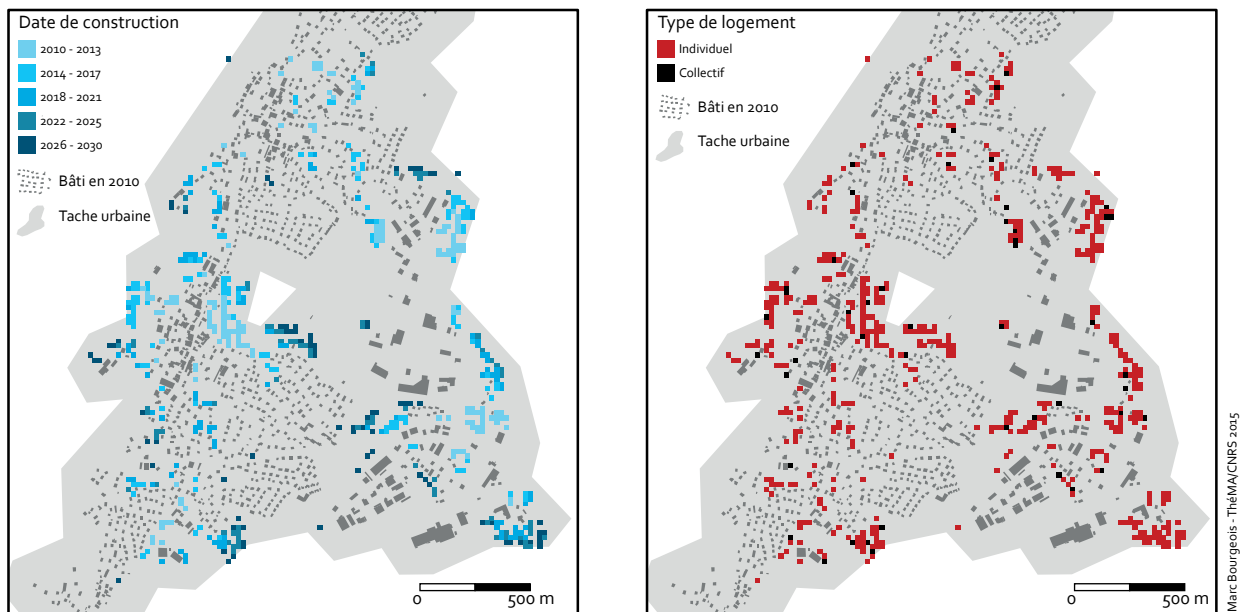 Date de construction
2010 - 2013
2014 - 2017
2018 - 2021
2022 - 2025
2026 - 2030
Bâti en 2010
Tache urbaine
0 500 m
Type de logement
Individuel
Collectif
Bâti en 2010
Tache urbaine
0 500 m
Marc Bourgeois - ThéMA/CNRS 2015